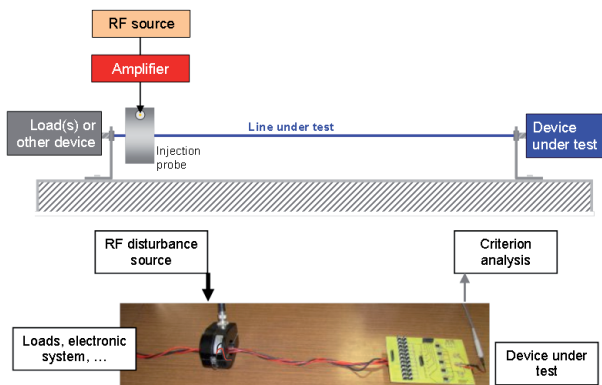 RF source
Amplifier
Load(s) or
other device
Line under test
Injection
probe
Device
under test
RF disturbance
source
Criterion
analysis
Loads, electronic
system, ...
Device under
test